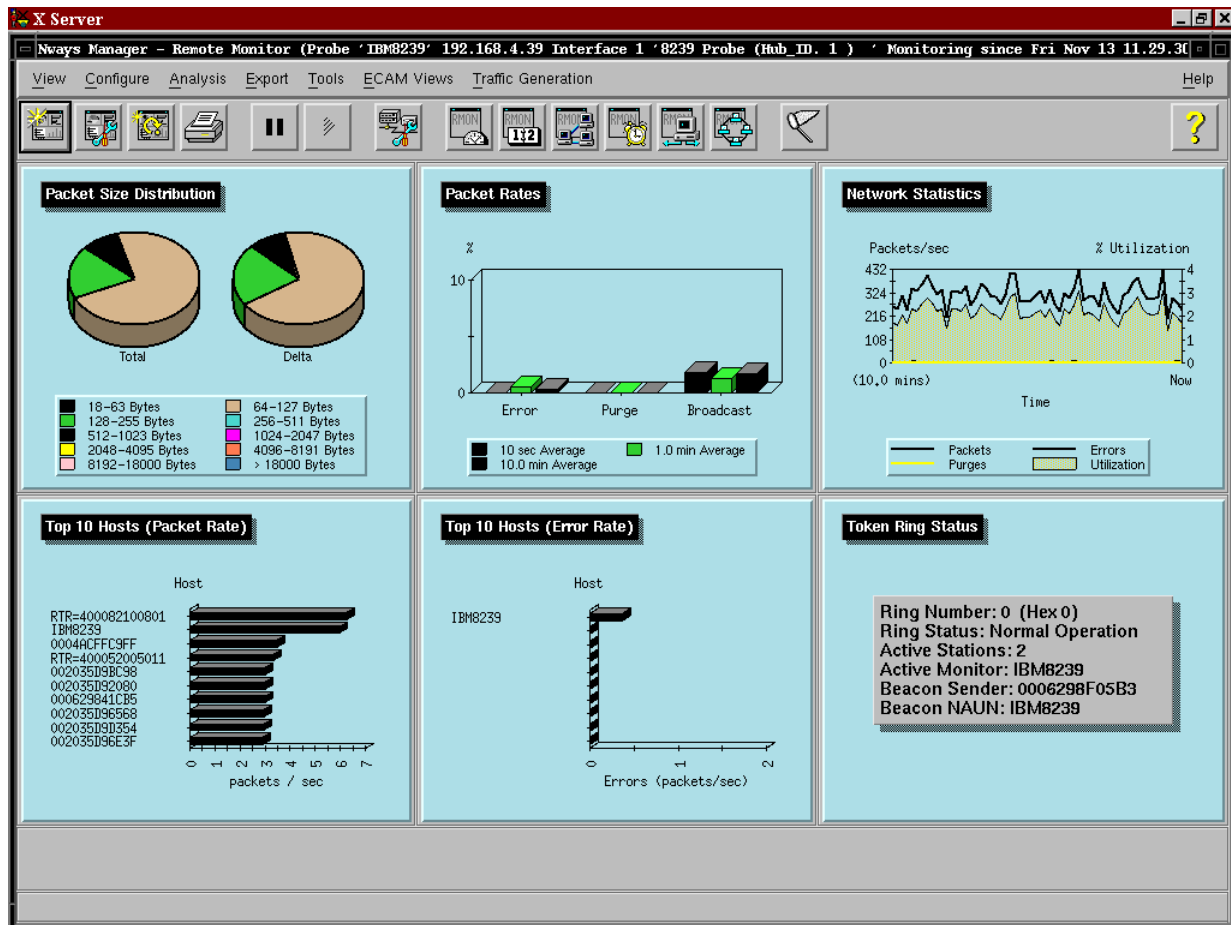 X Server
Nways Manager - Remote Monitor (Probe 'IBM8239' 192.168.4.39 Interface 1 '8239 Probe (Hub_ID. 1 ) ' Monitoring since Fri Nov 13 11.29.30
View Configure Analysis Export Tools ECAM Views Traffic Generation Help
RMON RMON RMON RMON RMON RMON ?
Packet Size Distribution
Total Delta
18-63 Bytes 64-127 Bytes
128-255 Bytes 256-511 Bytes
512-1023 Bytes 1024-2047 Bytes
2048-4095 Bytes 4096-8191 Bytes
8192-18000 Bytes > 18000 Bytes
Packet Rates
%
10
0
Error Purge Broadcast
10 sec Average 1.0 min Average
10.0 min Average
Network Statistics
Packets/sec % Utilization
432 4
324 3
216 2
108 1
0 0
(10.0 mins) Now
Time
Packets Errors
Purges Utilization
Top 10 Hosts (Packet Rate)
Host
RTR=400082100801
IBM8239
0004ACFFC9FF
RTR=400052005011
002035D9BC98
002035D92080
000629841CB5
002035D96568
002035D9D354
002035D96E3F
0 1 2 3 4 5 6 7
packets / sec
Top 10 Hosts (Error Rate)
Host
IBM8239
0 1 2
Errors (packets/sec)
Token Ring Status
Ring Number: 0 (Hex 0)
Ring Status: Normal Operation
Active Stations: 2
Active Monitor: IBM8239
Beacon Sender: 0006298F05B3
Beacon NAUN: IBM8239